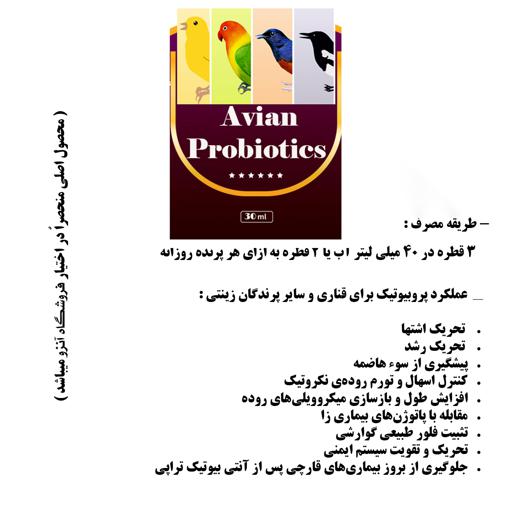 Avian
Probiotics
30 ml
– طریقه مصرف :
۳ قطره در ۴۰ میلی لیتر آب یا ۲ قطره به ازای هر پرنده روزانه
_ عملکرد پروبیوتیک برای قناری و سایر پرندگان زینتی :
• تحریک اشتها
• تحریک رشد
• پیشگیری از سوء هاضمه
• کنترل اسهال و تورم روده‌ی نکروتیک
• افزایش طول و بازسازی میکروویلی‌های روده
• مقابله با پاتوژن‌های بیماری زا
• تثبیت فلور طبیعی گوارشی
• تحریک و تقویت سیستم ایمنی
• جلوگیری از بروز بیماری‌های قارچی پس از آنتی بیوتیک تراپی
( محصول اصلی منحصراً در اختیار فروشگاه آنزو میباشد )